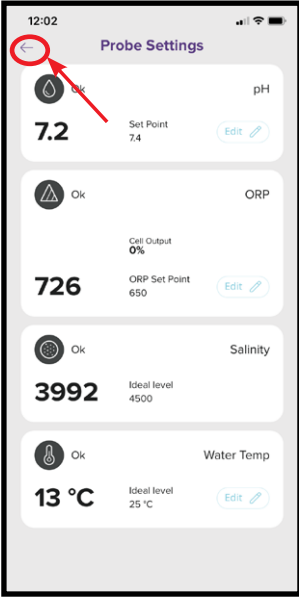 12:02
Probe Settings
Ok
pH
7.2
Set Point
7.4
Edit
Ok
ORP
Cell Output
0%
726
ORP Set Point
650
Edit
Ok
Salinity
3992
Ideal level
4500
Ok
Water Temp
13 °C
Ideal level
25 °C
Edit